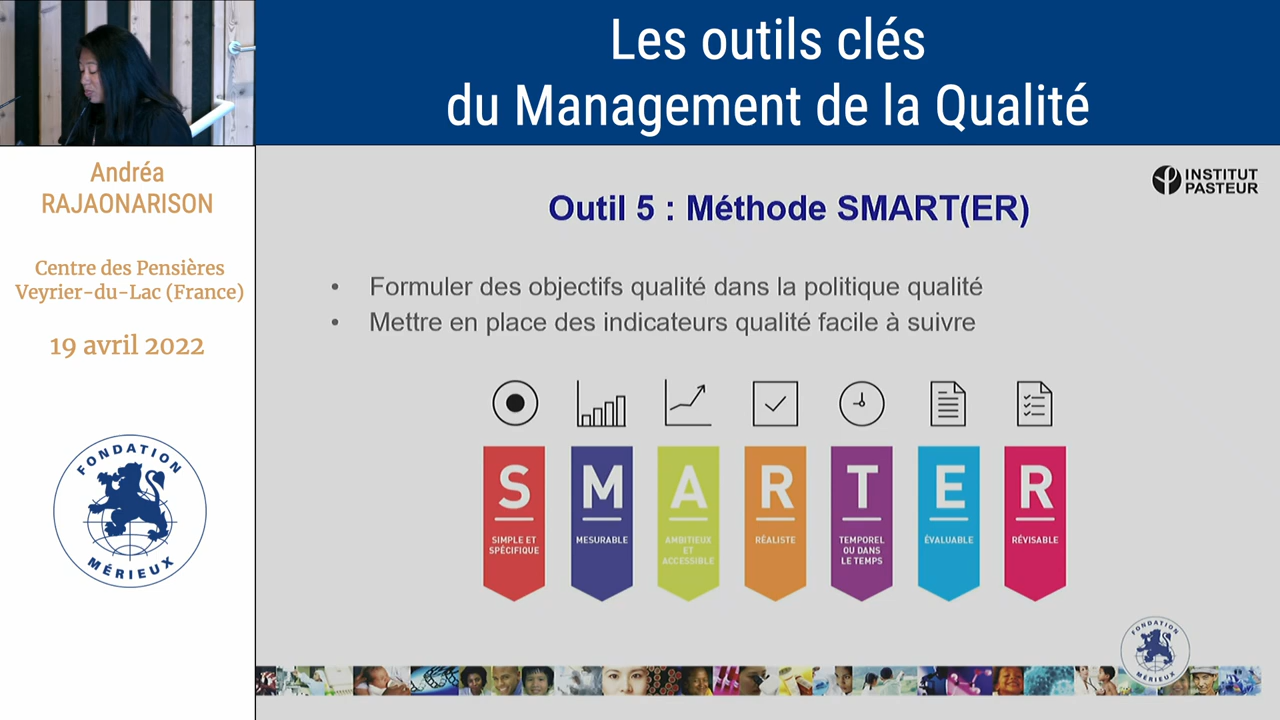 Les outils clés
du Management de la Qualité
Andréa
RAJAONARISON
Centre des Pensières
Veyrier-du-Lac (France)
19 avril 2022
FONDATION
MÉRIEUX
INSTITUT
PASTEUR
Outil 5 : Méthode SMART(ER)
• Formuler des objectifs qualité dans la politique qualité
• Mettre en place des indicateurs qualité facile à suivre
S M A R T E R
SIMPLE ET
SPÉCIFIQUE
MESURABLE
AMBITIEUX
ET
ACCESSIBLE
RÉALISTE
TEMPOREL
OU DANS
LE TEMPS
ÉVALUABLE
RÉVISABLE
FONDATION
MÉRIEUX